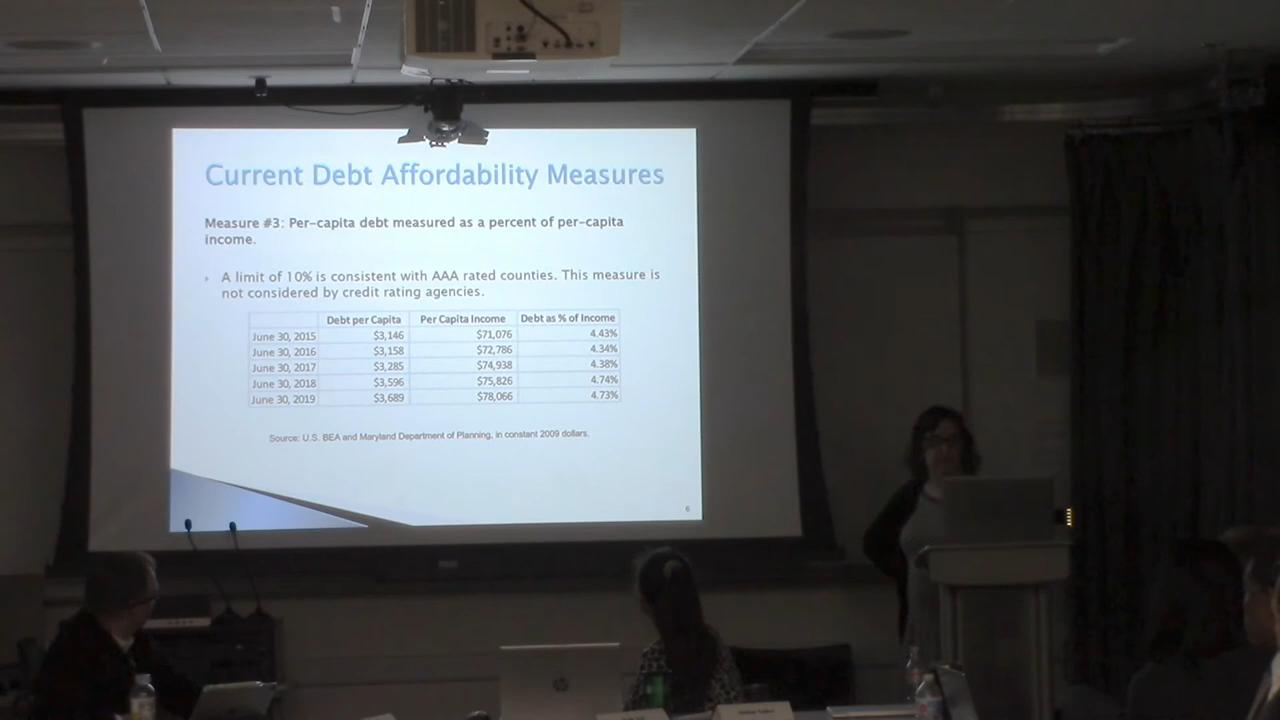 Current Debt Affordability Measures
Measure #3: Per-capita debt measured as a percent of per-capita
income.
A limit of 10% is consistent with AAA rated counties. This measure is
not considered by credit rating agencies.
Debt per Capita Per Capita Income Debt as % of Income
June 30, 2015 $3,146 $71,076 4.43%
June 30, 2016 $3,158 $72,786 4.34%
June 30, 2017 $3,285 $74,938 4.38%
June 30, 2018 $3,596 $75,826 4.74%
June 30, 2019 $3,689 $78,066 4.73%
Source: U.S. BEA and Maryland Department of Planning, in constant 2009 dollars.
6
hp